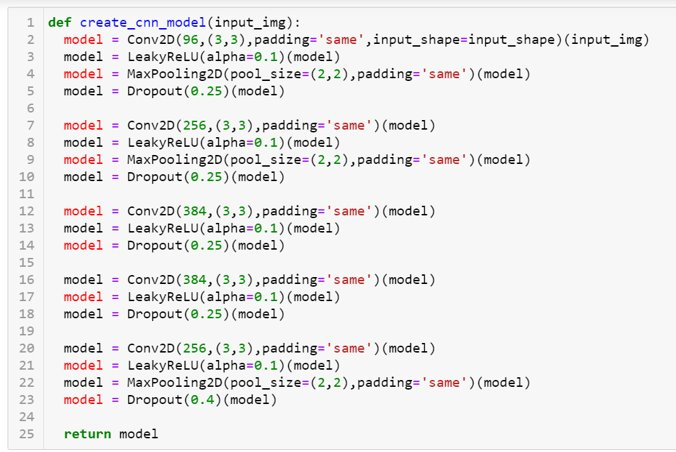 1 def create_cnn_model(input_img):
2   model = Conv2D(96,(3,3),padding='same',input_shape=input_shape)(input_img)
3   model = LeakyReLU(alpha=0.1)(model)
4   model = MaxPooling2D(pool_size=(2,2),padding='same')(model)
5   model = Dropout(0.25)(model)
6
7   model = Conv2D(256,(3,3),padding='same')(model)
8   model = LeakyReLU(alpha=0.1)(model)
9   model = MaxPooling2D(pool_size=(2,2),padding='same')(model)
10   model = Dropout(0.25)(model)
11
12   model = Conv2D(384,(3,3),padding='same')(model)
13   model = LeakyReLU(alpha=0.1)(model)
14   model = Dropout(0.25)(model)
15
16   model = Conv2D(384,(3,3),padding='same')(model)
17   model = LeakyReLU(alpha=0.1)(model)
18   model = Dropout(0.25)(model)
19
20   model = Conv2D(256,(3,3),padding='same')(model)
21   model = LeakyReLU(alpha=0.1)(model)
22   model = MaxPooling2D(pool_size=(2,2),padding='same')(model)
23   model = Dropout(0.4)(model)
24
25   return model